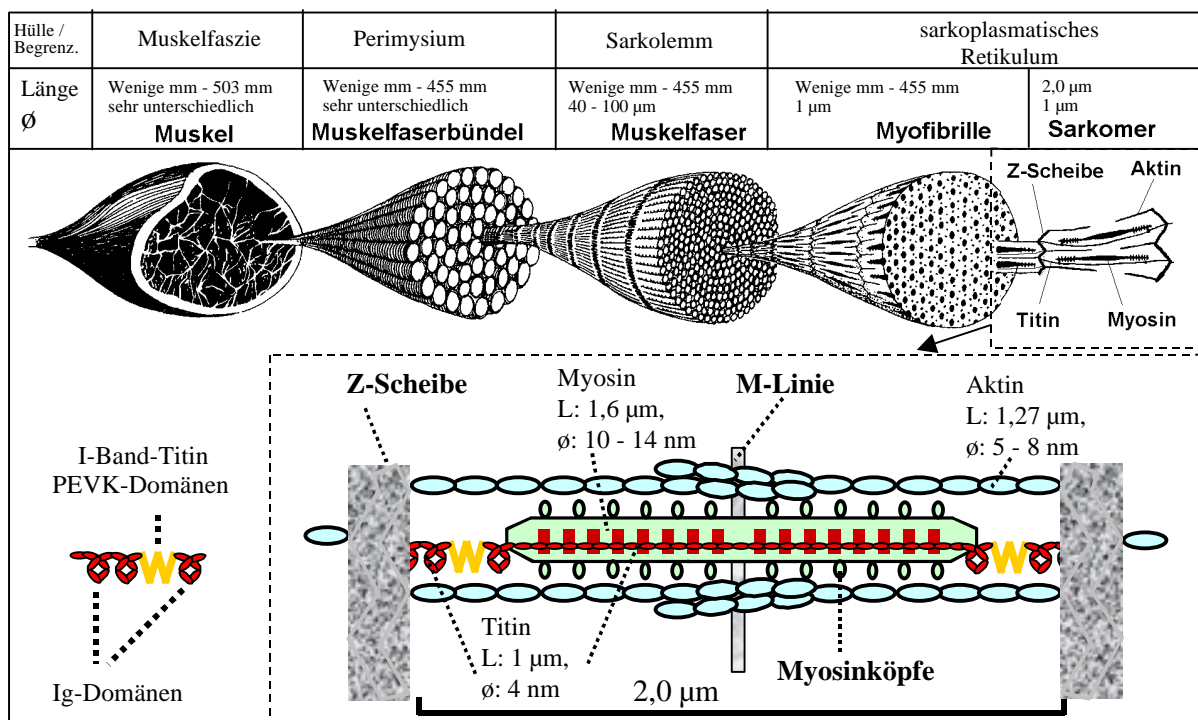 Hülle /
Begrenz.
Muskelfaszie
Perimysium
Sarkolemm
sarkoplasmatisches
Retikulum
Länge
ø
Wenige mm - 503 mm
sehr unterschiedlich
Muskel
Wenige mm - 455 mm
sehr unterschiedlich
Muskelfaserbündel
Wenige mm - 455 mm
40 - 100 µm
Muskelfaser
Wenige mm - 455 mm
1 µm
Myofibrille
2,0 µm
1 µm
Sarkomer
Z-Scheibe
Aktin
Titin
Myosin
Z-Scheibe
Myosin
L: 1,6 µm,
ø: 10 - 14 nm
M-Linie
Aktin
L: 1,27 µm,
ø: 5 - 8 nm
I-Band-Titin
PEVK-Domänen
Ig-Domänen
Titin
L: 1 µm,
ø: 4 nm
Myosinköpfe
2,0 µm